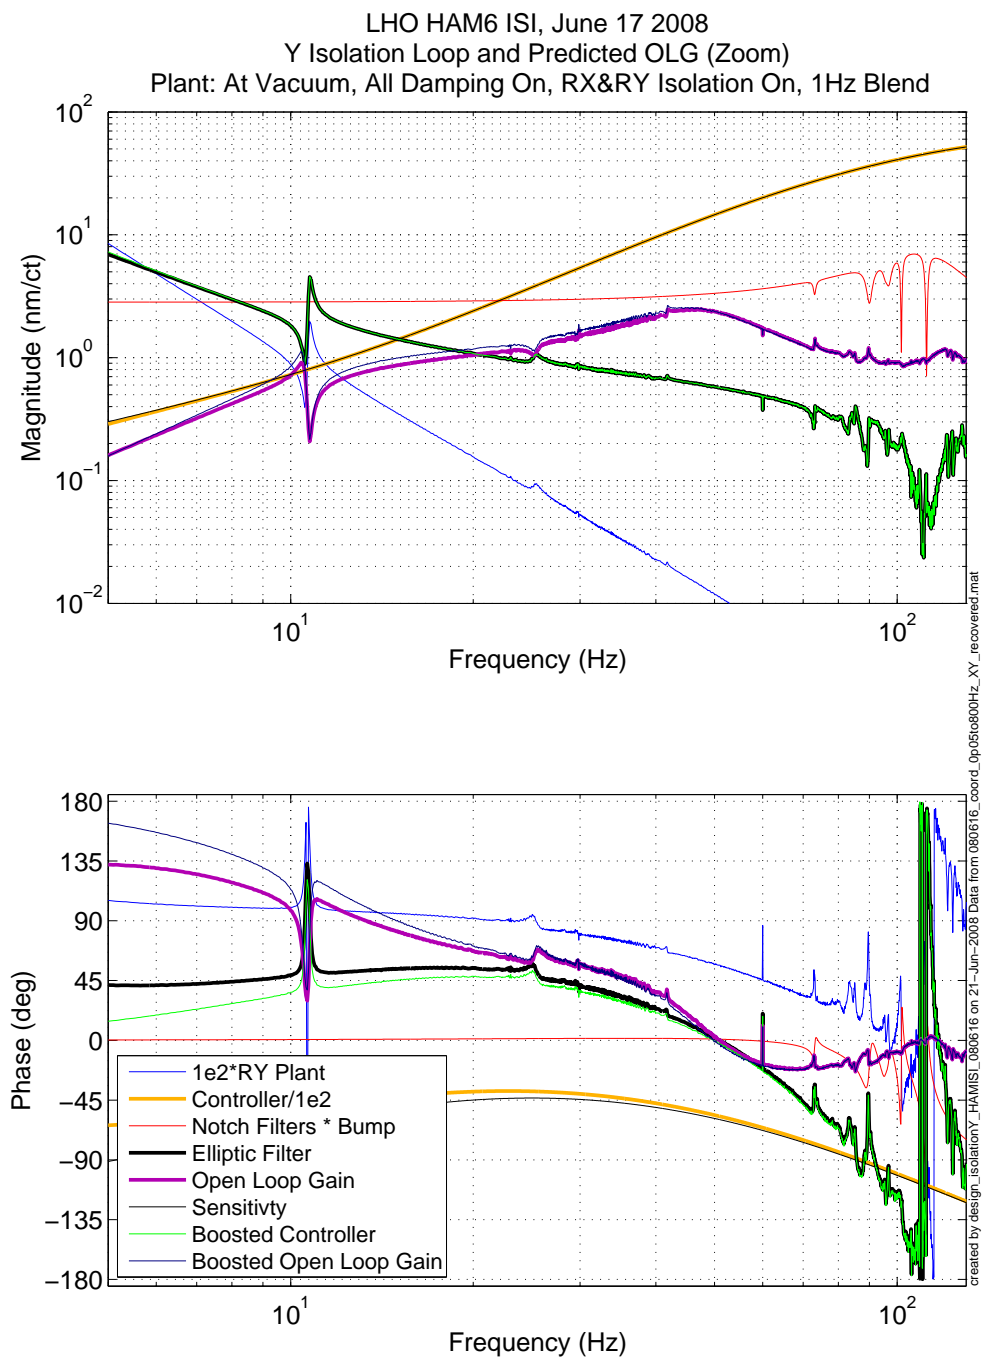 LHO HAM6 ISI, June 17 2008
Y Isolation Loop and Predicted OLG (Zoom)
Plant: At Vacuum, All Damping On, RX&RY Isolation On, 1Hz Blend
10^2
10^1
10^0
10^-1
10^-2
Magnitude (nm/ct)
10^1
10^2
Frequency (Hz)
180
135
90
45
0
−45
−90
−135
−180
Phase (deg)
1e2*RY Plant
Controller/1e2
Notch Filters * Bump
Elliptic Filter
Open Loop Gain
Sensitivty
Boosted Controller
Boosted Open Loop Gain
10^1
10^2
Frequency (Hz)
created by design_isolationY_HAMISI_080616 on 21-Jun-2008 Data from 080616_coord_0p05to800Hz_XY_recovered.mat